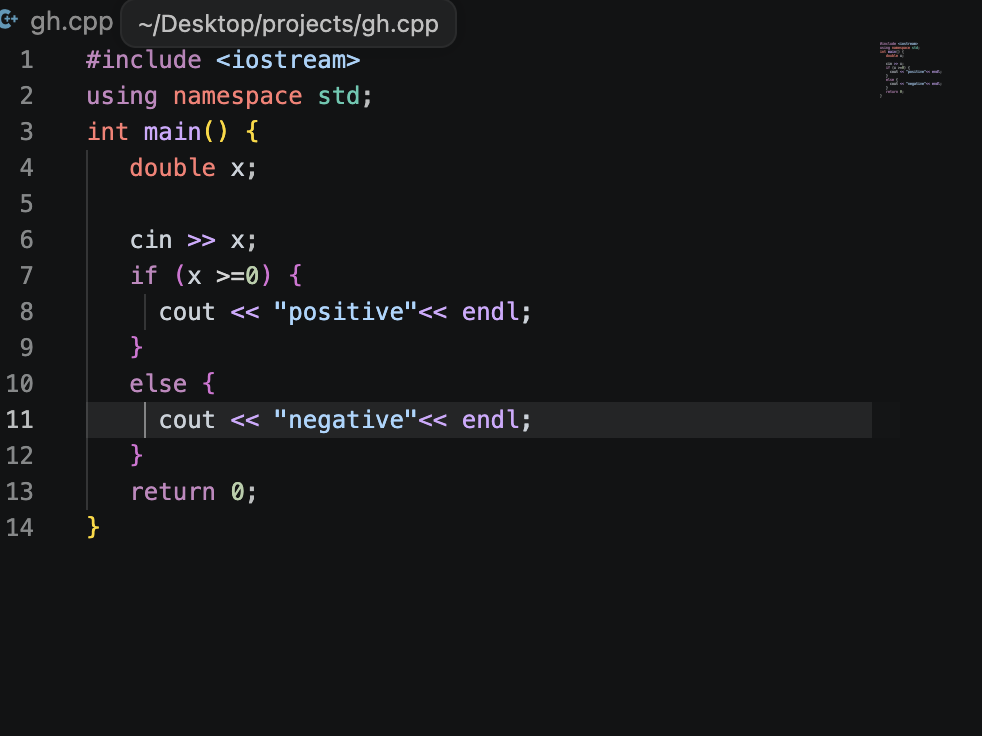 gh.cpp ~/Desktop/projects/gh.cpp
1 #include <iostream>
2 using namespace std;
3 int main() {
4 double x;
5
6 cin >> x;
7 if (x >=0) {
8 cout << "positive"<< endl;
9 }
10 else {
11 cout << "negative"<< endl;
12 }
13 return 0;
14 }